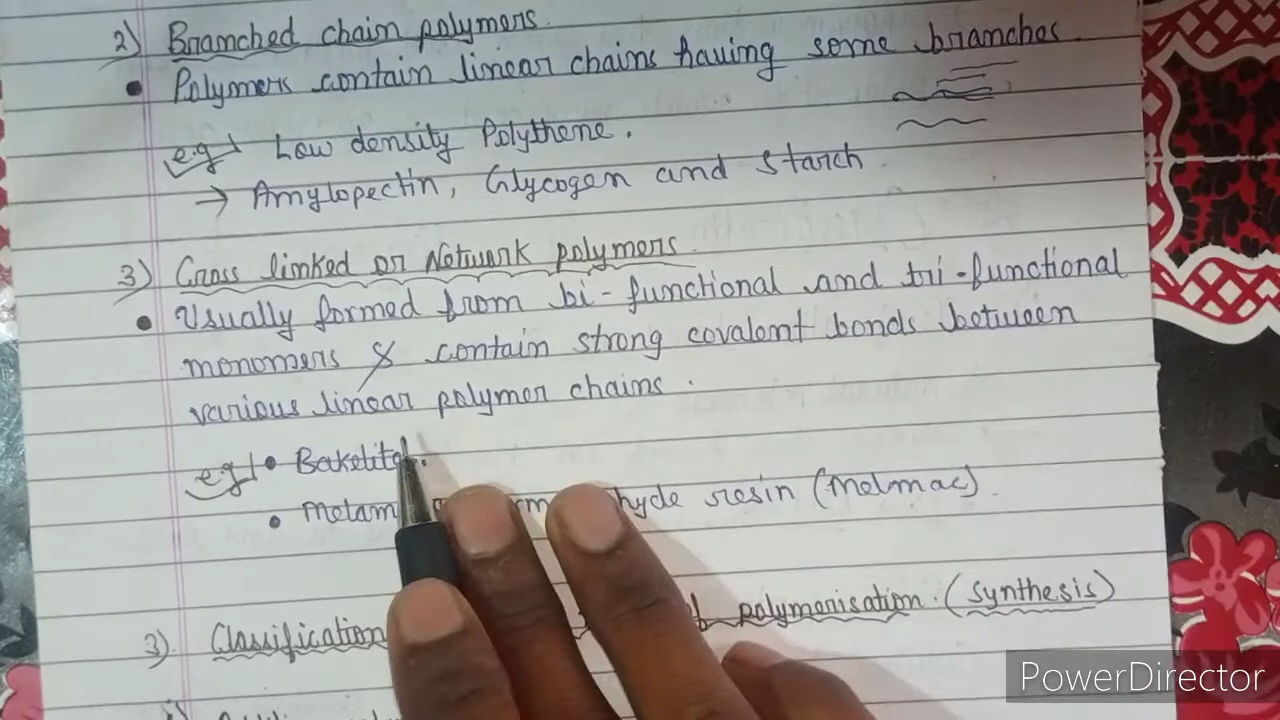 2) Branched chain polymers.
• Polymers contain linear chains having some branches.
e.g Low density Polythene.
→ Amylopectin, Glycogen and starch
3) Cross linked or Network polymers.
• Usually formed from bi-functional and tri-functional
monomers & contain strong covalent bonds between
various linear polymer chains.
e.g • Bakelite.
• resin (Melmac).
3). Classification polymerisation. (synthesis)
PowerDirector